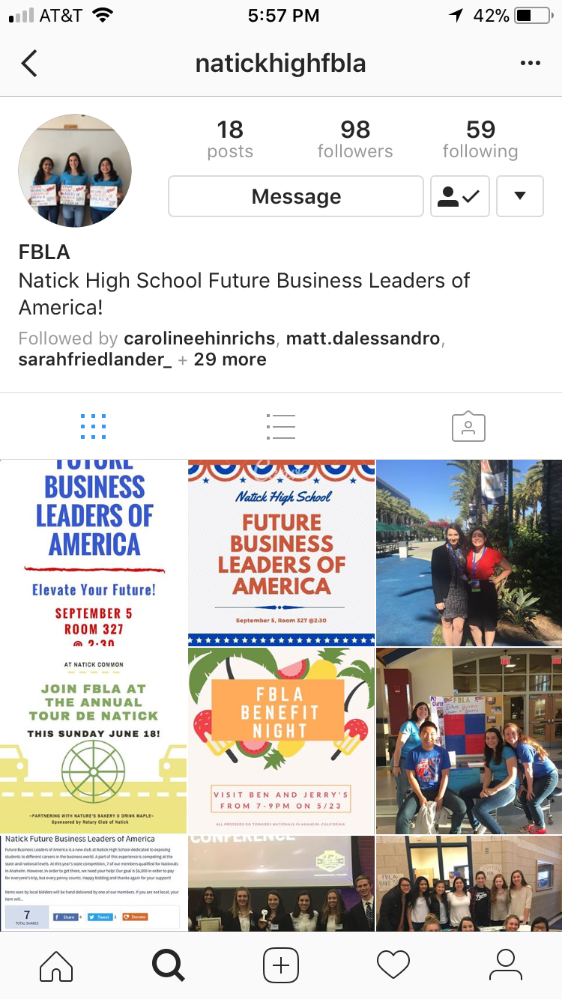 AT&T 5:57 PM 42%
natickhighfbla
18 98 59
posts followers following
Message
FBLA
Natick High School Future Business Leaders of
America!
Followed by carolineehinrichs, matt.dalessandro,
sarahfriedlander_ + 29 more
FUTURE
BUSINESS
LEADERS OF
AMERICA
Elevate Your Future!
SEPTEMBER 5
ROOM 327
@ 2:30
Canva
Natick High School
FUTURE
BUSINESS
LEADERS OF
AMERICA
September 5, Room 327 @2:30
AT NATICK COMMON
JOIN FBLA AT
THE ANNUAL
TOUR DE NATICK
THIS SUNDAY JUNE 18!
~PARTNERING WITH NATURE'S BAKERY & DRINK MAPLE~
Sponsored by Rotary Club of Natick
FBLA
BENEFIT
NIGHT
VISIT BEN AND JERRY'S
FROM 7-9PM ON 5/23
ALL PROCEEDS GO TOWARDS NATIONALS IN ANAHEIM, CALIFORNIA
FBLA
Future Business
Leaders of America
Natick Future Business Leaders of America
Future Business Leaders of America is a new club at Natick High School dedicated to exposing
students to different careers in the business world. A part of this experience is competing at the
state and national levels. At this year's state competition, 7 of our members qualified for Nationals
in Anaheim. However, in order to get there, we need your help! Our goal is $6,000 in order to pay
for everyone's trip, but every penny counts. Happy bidding and thanks again for your support!
Items won by local bidders will be hand delivered by one of our members. If you are not local, your
item will...
7
TOTAL SHARES
Share 4 Tweet 3 Donate
CONFERENCE
FBLA
BAKE